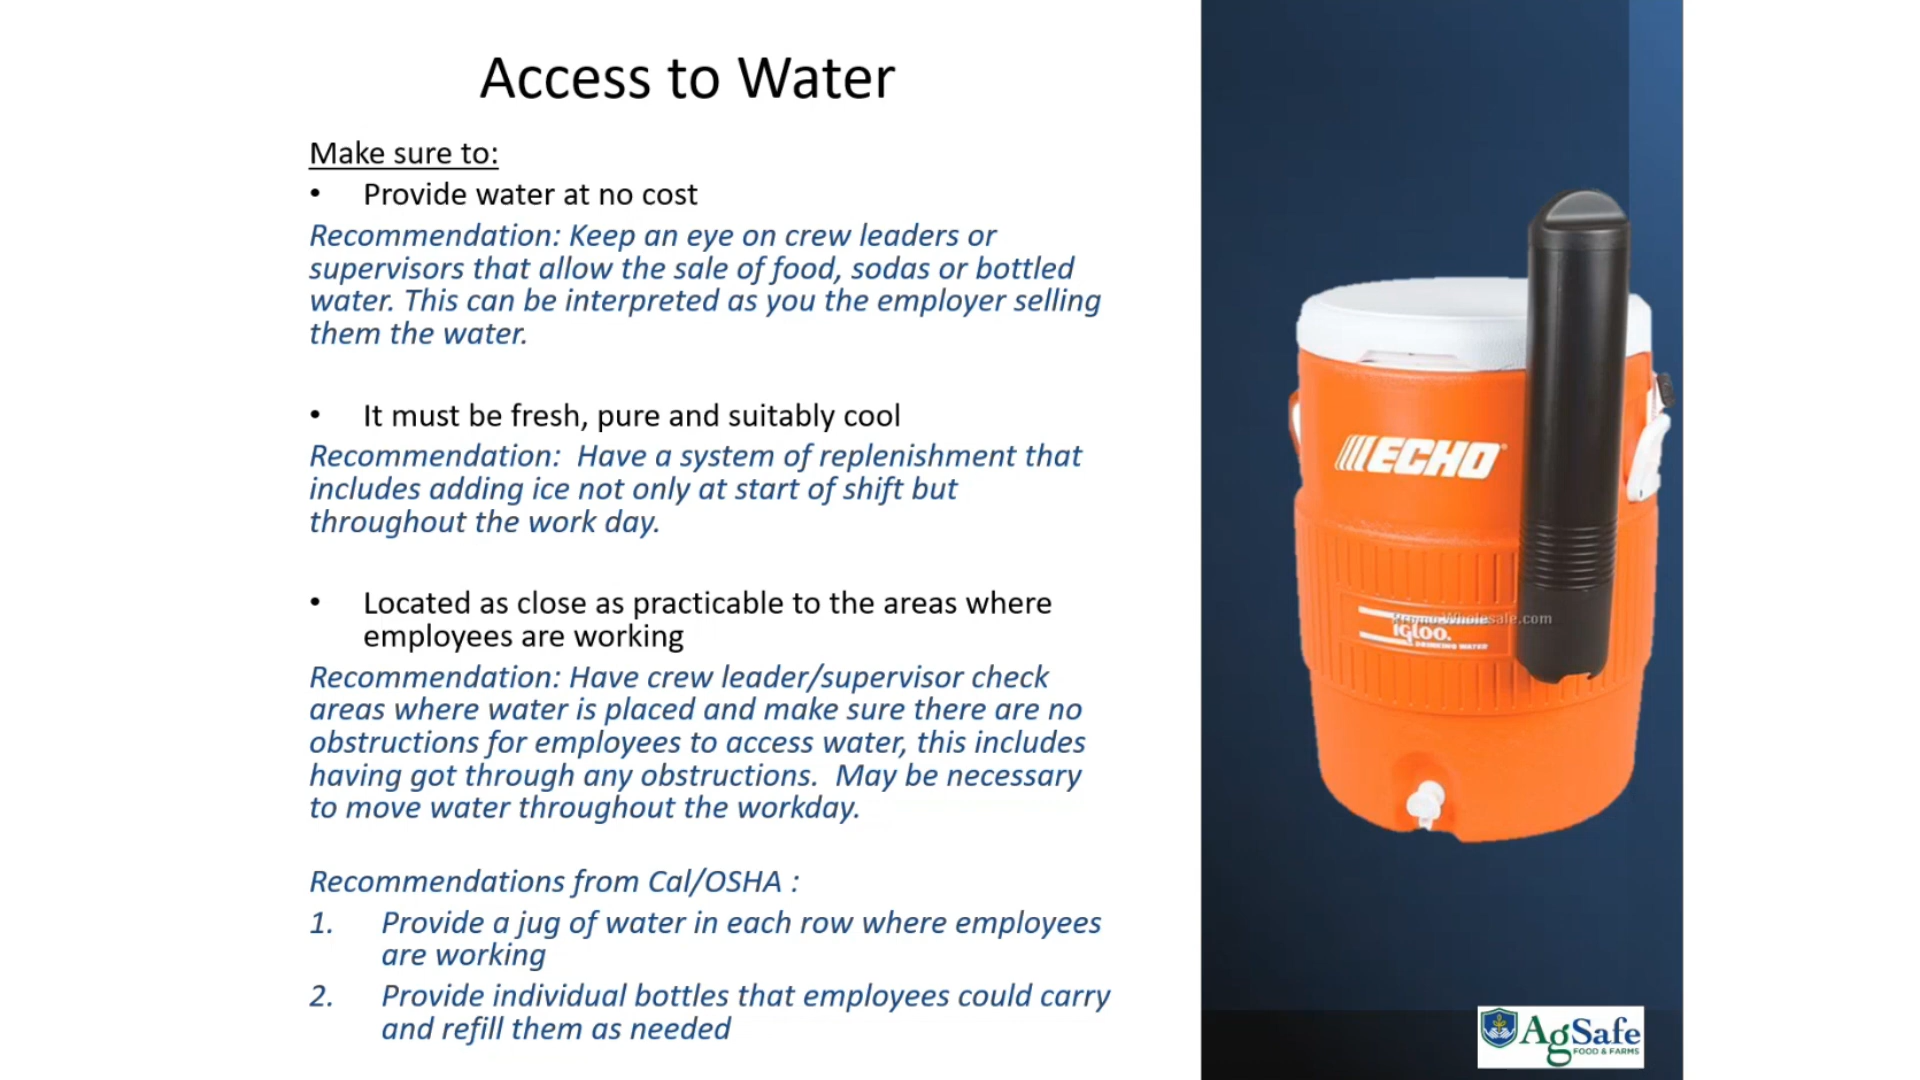 Access to Water
Make sure to:
• Provide water at no cost
Recommendation: Keep an eye on crew leaders or
supervisors that allow the sale of food, sodas or bottled
water. This can be interpreted as you the employer selling
them the water.
• It must be fresh, pure and suitably cool
Recommendation:  Have a system of replenishment that
includes adding ice not only at start of shift but
throughout the work day.
• Located as close as practicable to the areas where
employees are working
Recommendation: Have crew leader/supervisor check
areas where water is placed and make sure there are no
obstructions for employees to access water, this includes
having got through any obstructions.  May be necessary
to move water throughout the workday.
Recommendations from Cal/OSHA :
1. Provide a jug of water in each row where employees
are working
2. Provide individual bottles that employees could carry
and refill them as needed
ECHO
igloo.
DRINKING WATER
AgSafe
FOOD & FARMS